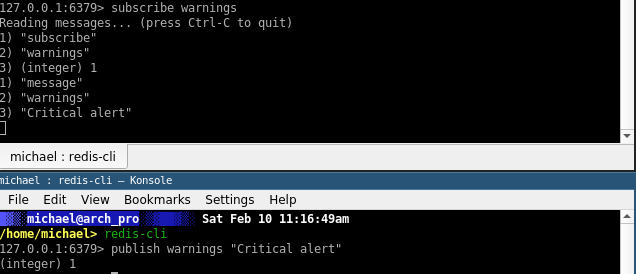 127.0.0.1:6379> subscribe warnings
Reading messages... (press Ctrl-C to quit)
1) "subscribe"
2) "warnings"
3) (integer) 1
1) "message"
2) "warnings"
3) "Critical alert"
michael : redis-cli
michael : redis-cli — Konsole
File Edit View Bookmarks Settings Help
michael@arch_pro Sat Feb 10 11:16:49am
/home/michael> redis-cli
127.0.0.1:6379> publish warnings "Critical alert"
(integer) 1